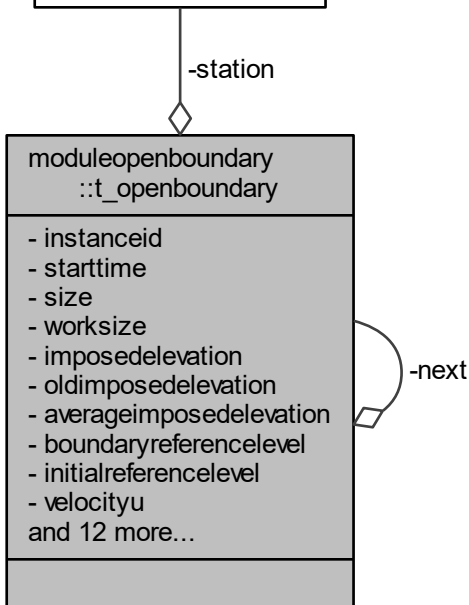 -station
moduleopenboundary
::t_openboundary
- instanceid
- starttime
- size
- worksize
- imposedelevation
- oldimposedelevation
- averageimposedelevation
- boundaryreferencelevel
- initialreferencelevel
- velocityu
and 12 more...
-next